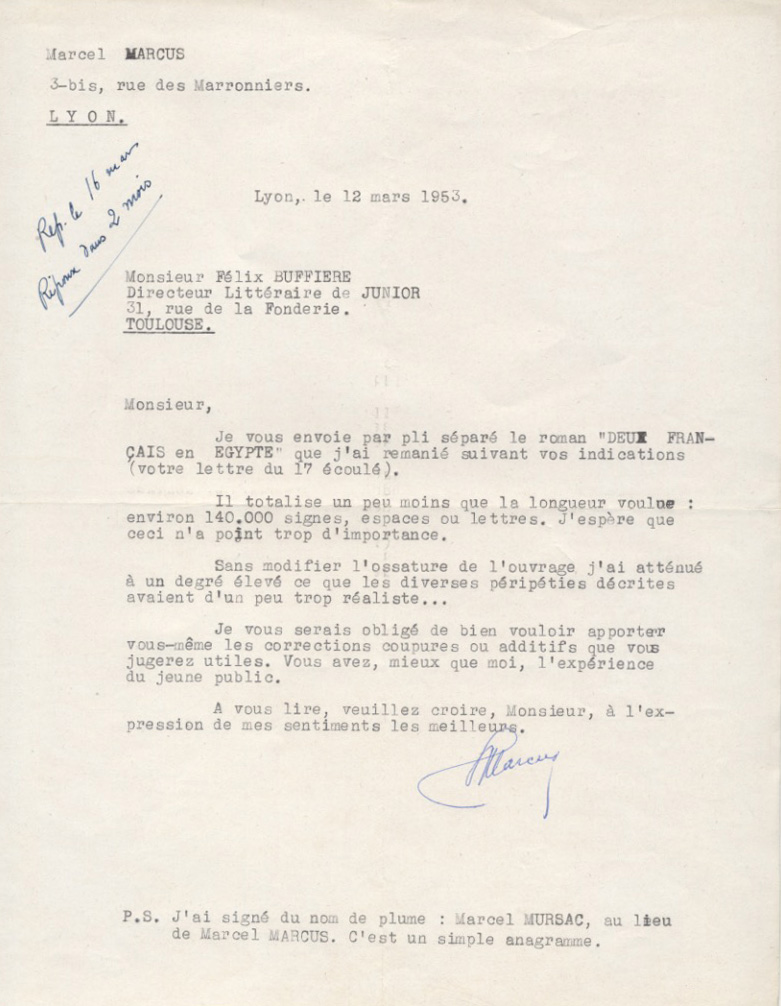 Marcel MARCUS
3-bis, rue des Marronniers.
LYON.
Rep. le 16 mars
Réponse dans 2 mois
Lyon,. le 12 mars 1953.
Monsieur Félix BUFFIERE
Directeur Littéraire de JUNIOR
31, rue de la Fonderie.
TOULOUSE.
Monsieur,
Je vous envoie par pli séparé le roman "DEUX FRAN-
ÇAIS en EGYPTE" que j'ai remanié suivant vos indications
(votre lettre du 17 écoulé).
Il totalise un peu moins que la longueur voulue :
environ 140.000 signes, espaces ou lettres. J'espère que
ceci n'a point trop d'importance.
Sans modifier l'ossature de l'ouvrage j'ai atténué
à un degré élevé ce que les diverses péripéties décrites
avaient d'un peu trop réaliste...
Je vous serais obligé de bien vouloir apporter
vous-même les corrections coupures ou additifs que vous
jugerez utiles. Vous avez, mieux que moi, l'expérience
du jeune public.
A vous lire, veuillez croire, Monsieur, à l'ex-
pression de mes sentiments les meilleurs.
Marcus
P.S. J'ai signé du nom de plume : Marcel MURSAC, au lieu
de Marcel MARCUS. C'est un simple anagramme.